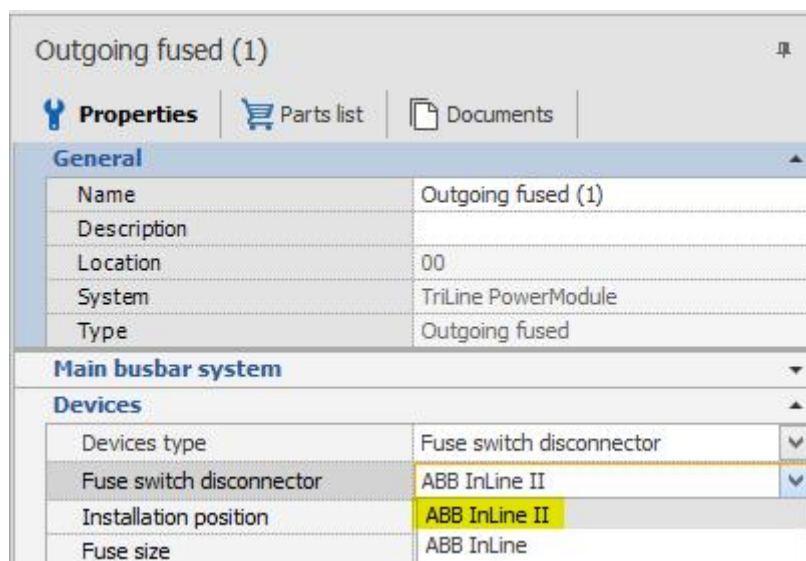 Outgoing fused (1)
Properties Parts list Documents
General
Name Outgoing fused (1)
Description
Location 00
System TriLine PowerModule
Type Outgoing fused
Main busbar system
Devices
Devices type Fuse switch disconnector
Fuse switch disconnector ABB InLine II
Installation position ABB InLine II
Fuse size ABB InLine